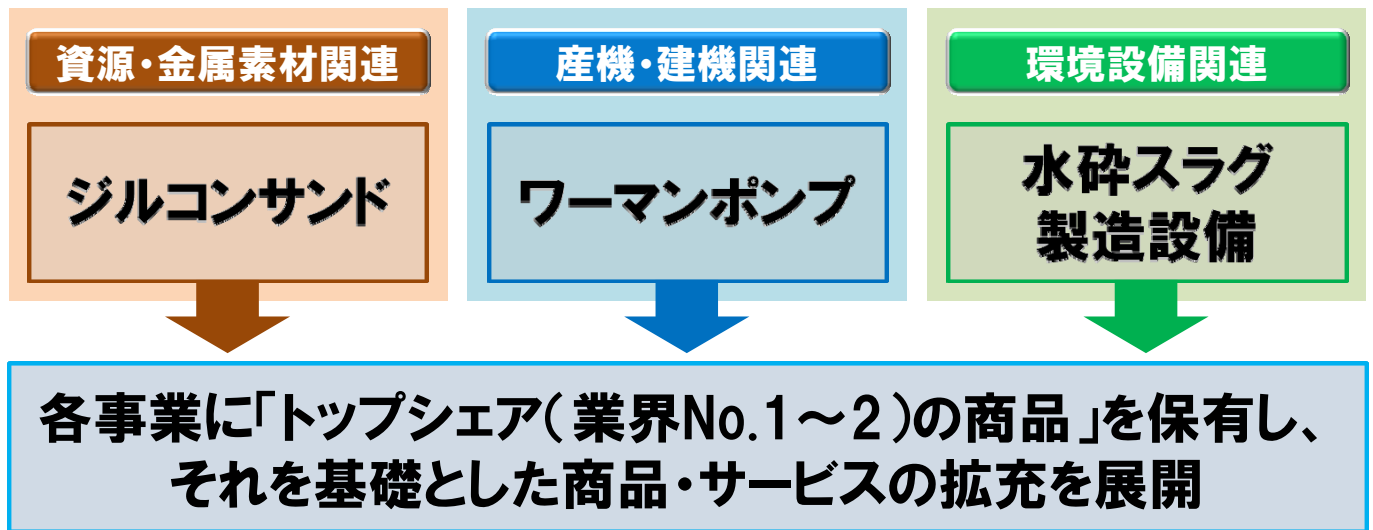 資源・金属素材関連
ジルコンサンド
産機・建機関連
ワーマンポンプ
環境設備関連
水砕スラグ
製造設備
各事業に「トップシェア(業界No.1～2)の商品」を保有し、
それを基礎とした商品・サービスの拡充を展開